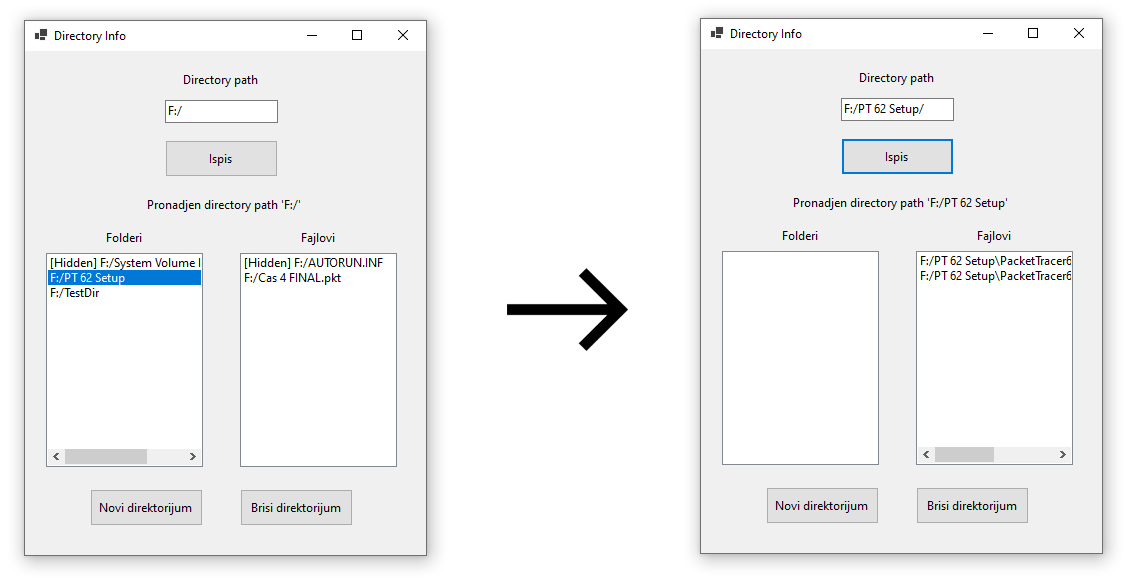 Directory Info
Directory path
F:/
Ispis
Pronadjen directory path 'F:/'
Folderi
Fajlovi
[Hidden] F:/System Volume I
F:/PT 62 Setup
F:/TestDir
[Hidden] F:/AUTORUN.INF
F:/Cas 4 FINAL.pkt
Novi direktorijum
Brisi direktorijum
Directory Info
Directory path
F:/PT 62 Setup/
Ispis
Pronadjen directory path 'F:/PT 62 Setup'
Folderi
Fajlovi
F:/PT 62 Setup\PacketTracer6
F:/PT 62 Setup\PacketTracer6
Novi direktorijum
Brisi direktorijum